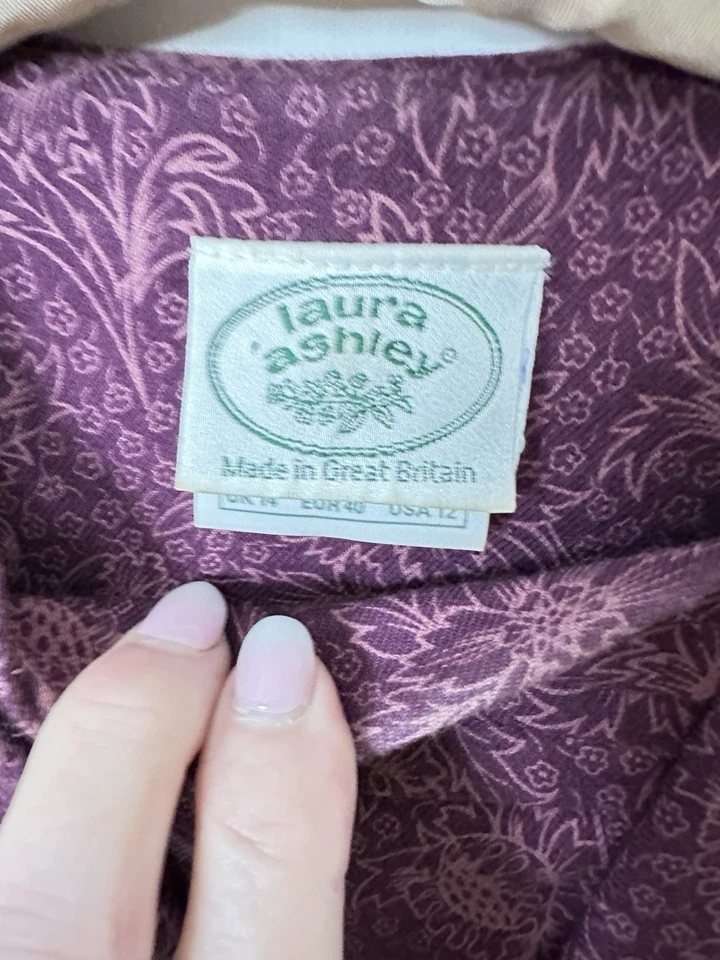 laura
ashley®
Made in Great Britain
UK 14 EUR 40 USA 12